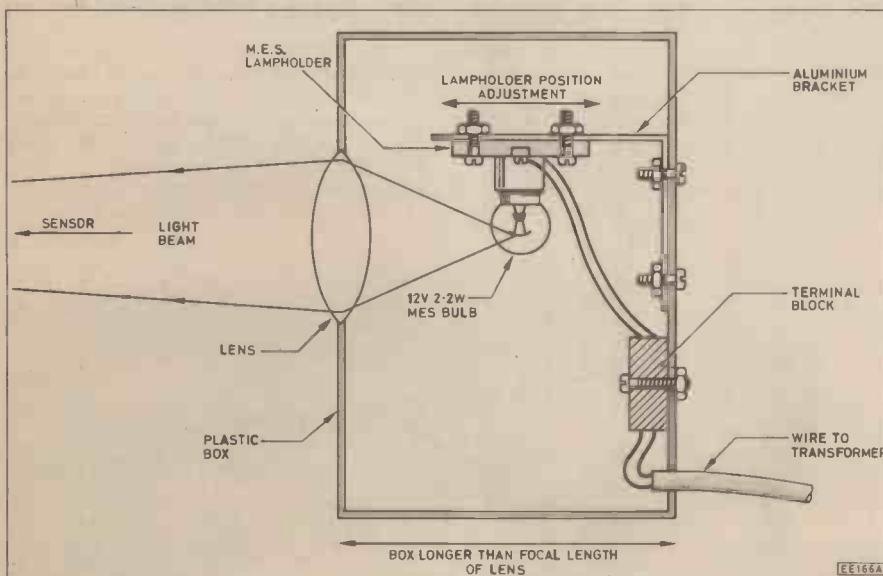 M.E.S.
LAMPHOLDER
LAMPHOLDER POSITION
ADJUSTMENT
ALUMINIUM
BRACKET
SENSOR
LIGHT
BEAM
12V 2·2W
MES BULB
TERMINAL
BLOCK
LENS
PLASTIC
BOX
WIRE TO
TRANSFORMER
BOX LONGER THAN FOCAL LENGTH
OF LENS
EE166A